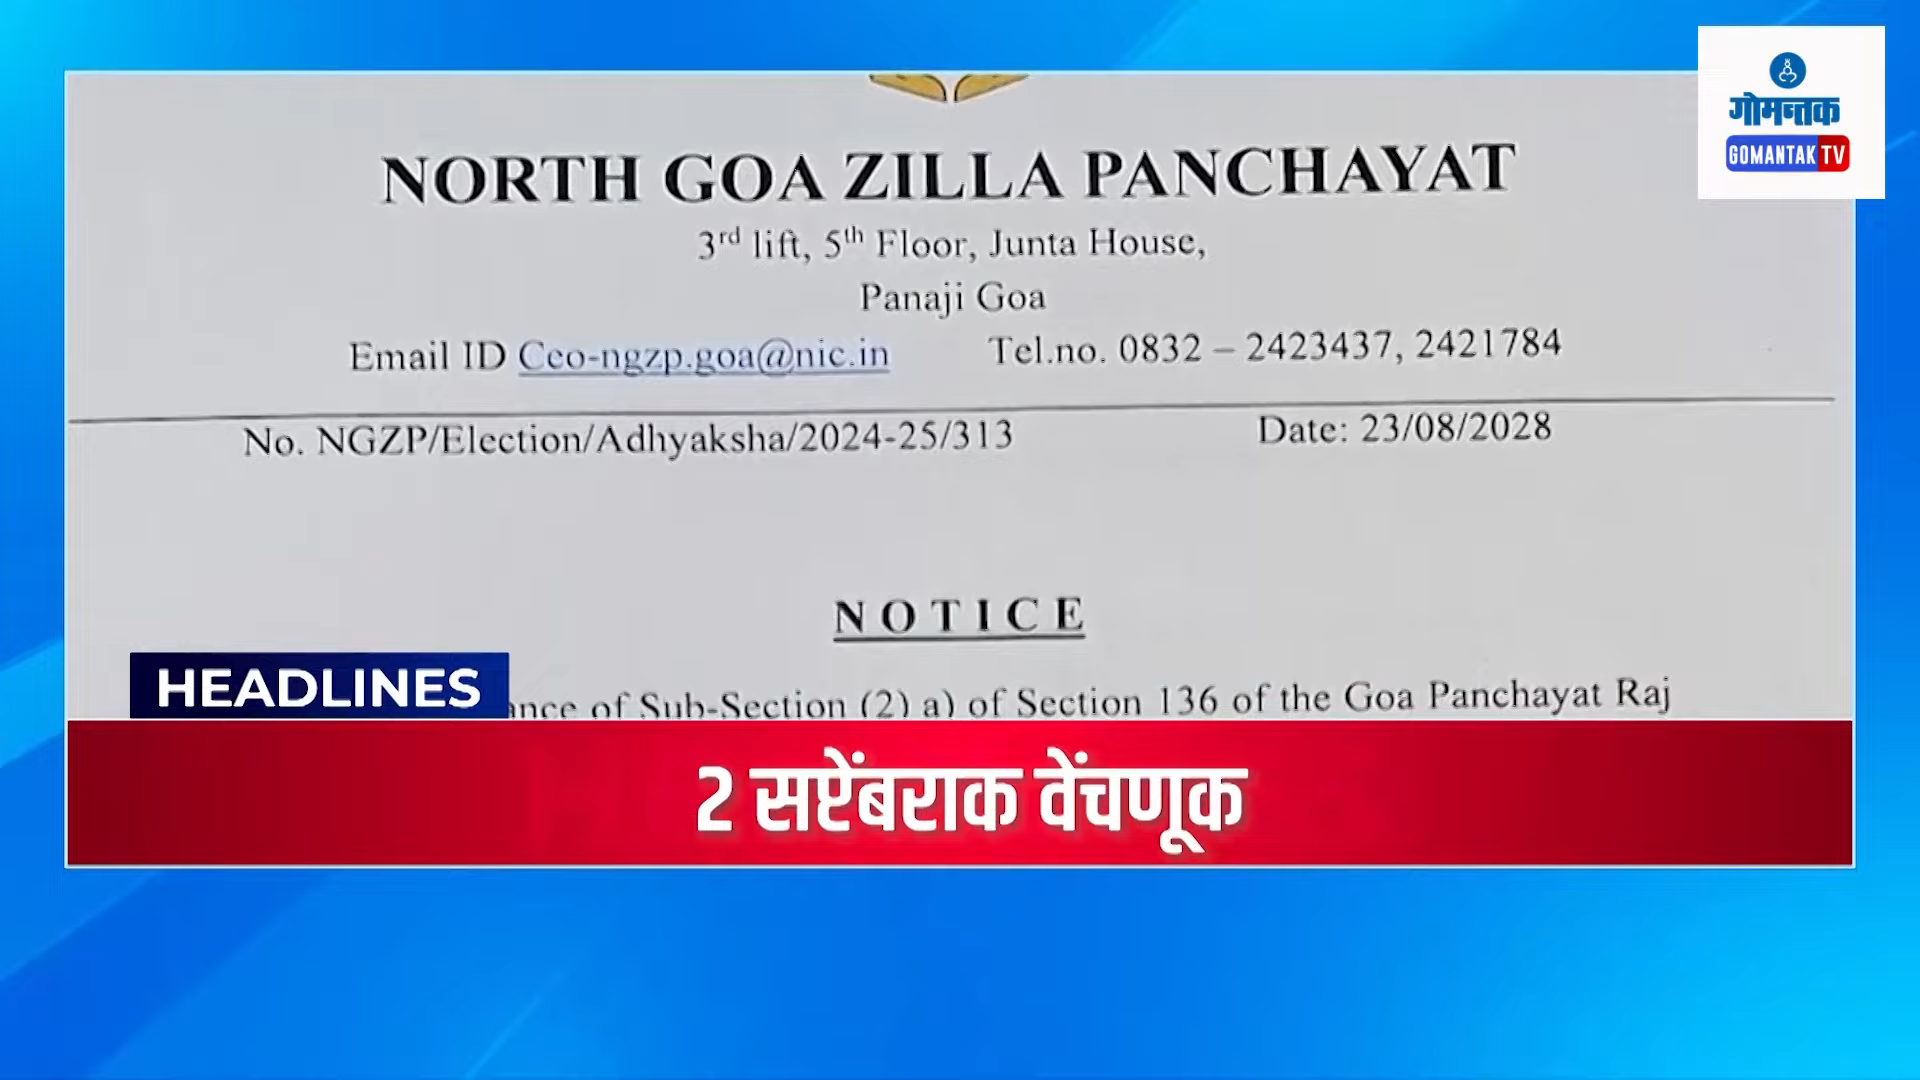 गोमन्तक
GOMANTAK TV
NORTH GOA ZILLA PANCHAYAT
3rd lift, 5th Floor, Junta House,
Panaji Goa
Email ID Ceo-ngzp.goa@nic.in Tel.no. 0832 – 2423437, 2421784
No. NGZP/Election/Adhyaksha/2024-25/313 Date: 23/08/2028
NOTICE
HEADLINES
of Sub-Section (2) a) of Section 136 of the Goa Panchayat Raj
2 सप्टेंबराक वेंचणूक